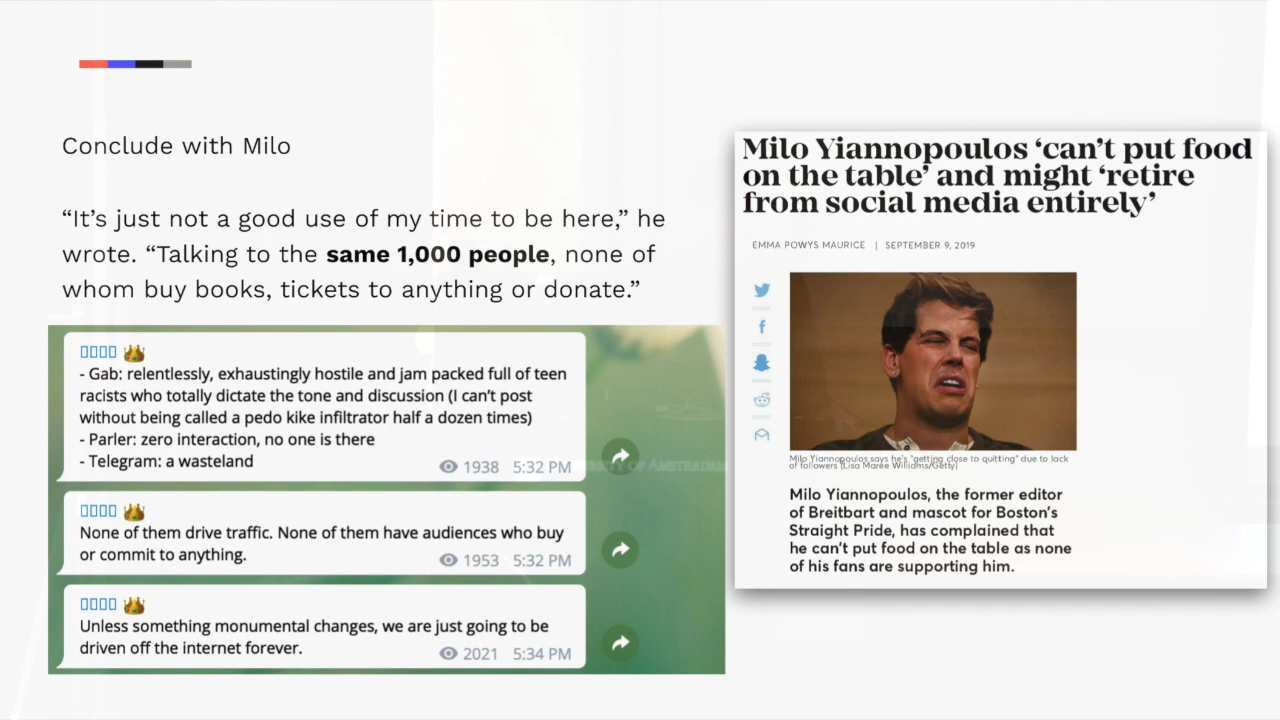 Conclude with Milo
“It’s just not a good use of my time to be here,” he
wrote. “Talking to the same 1,000 people, none of
whom buy books, tickets to anything or donate.”
- Gab: relentlessly, exhaustingly hostile and jam packed full of teen
racists who totally dictate the tone and discussion (I can’t post
without being called a pedo kike infiltrator half a dozen times)
- Parler: zero interaction, no one is there
- Telegram: a wasteland
1938 5:32 PM
None of them drive traffic. None of them have audiences who buy
or commit to anything.
1953 5:32 PM
Unless something monumental changes, we are just going to be
driven off the internet forever.
2021 5:34 PM
Milo Yiannopoulos ‘can’t put food
on the table’ and might ‘retire
from social media entirely’
EMMA POWYS MAURICE | SEPTEMBER 9, 2019
Milo Yiannopoulos says he's "getting close to quitting" due to lack
of followers (Lisa Maree Williams/Getty)
Milo Yiannopoulos, the former editor
of Breitbart and mascot for Boston’s
Straight Pride, has complained that
he can’t put food on the table as none
of his fans are supporting him.